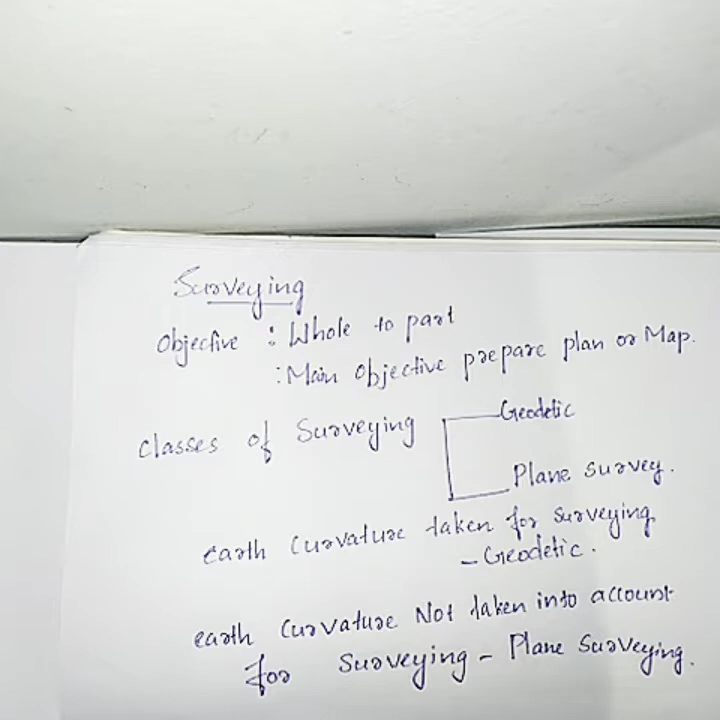 Surveying
Objective : Whole to part
: Main Objective prepare plan or Map.
Classes of Surveying
Geodetic
Plane Survey.
earth Curvature taken for surveying
- Geodetic.
earth Curvature Not taken into account
for Surveying - Plane Surveying.